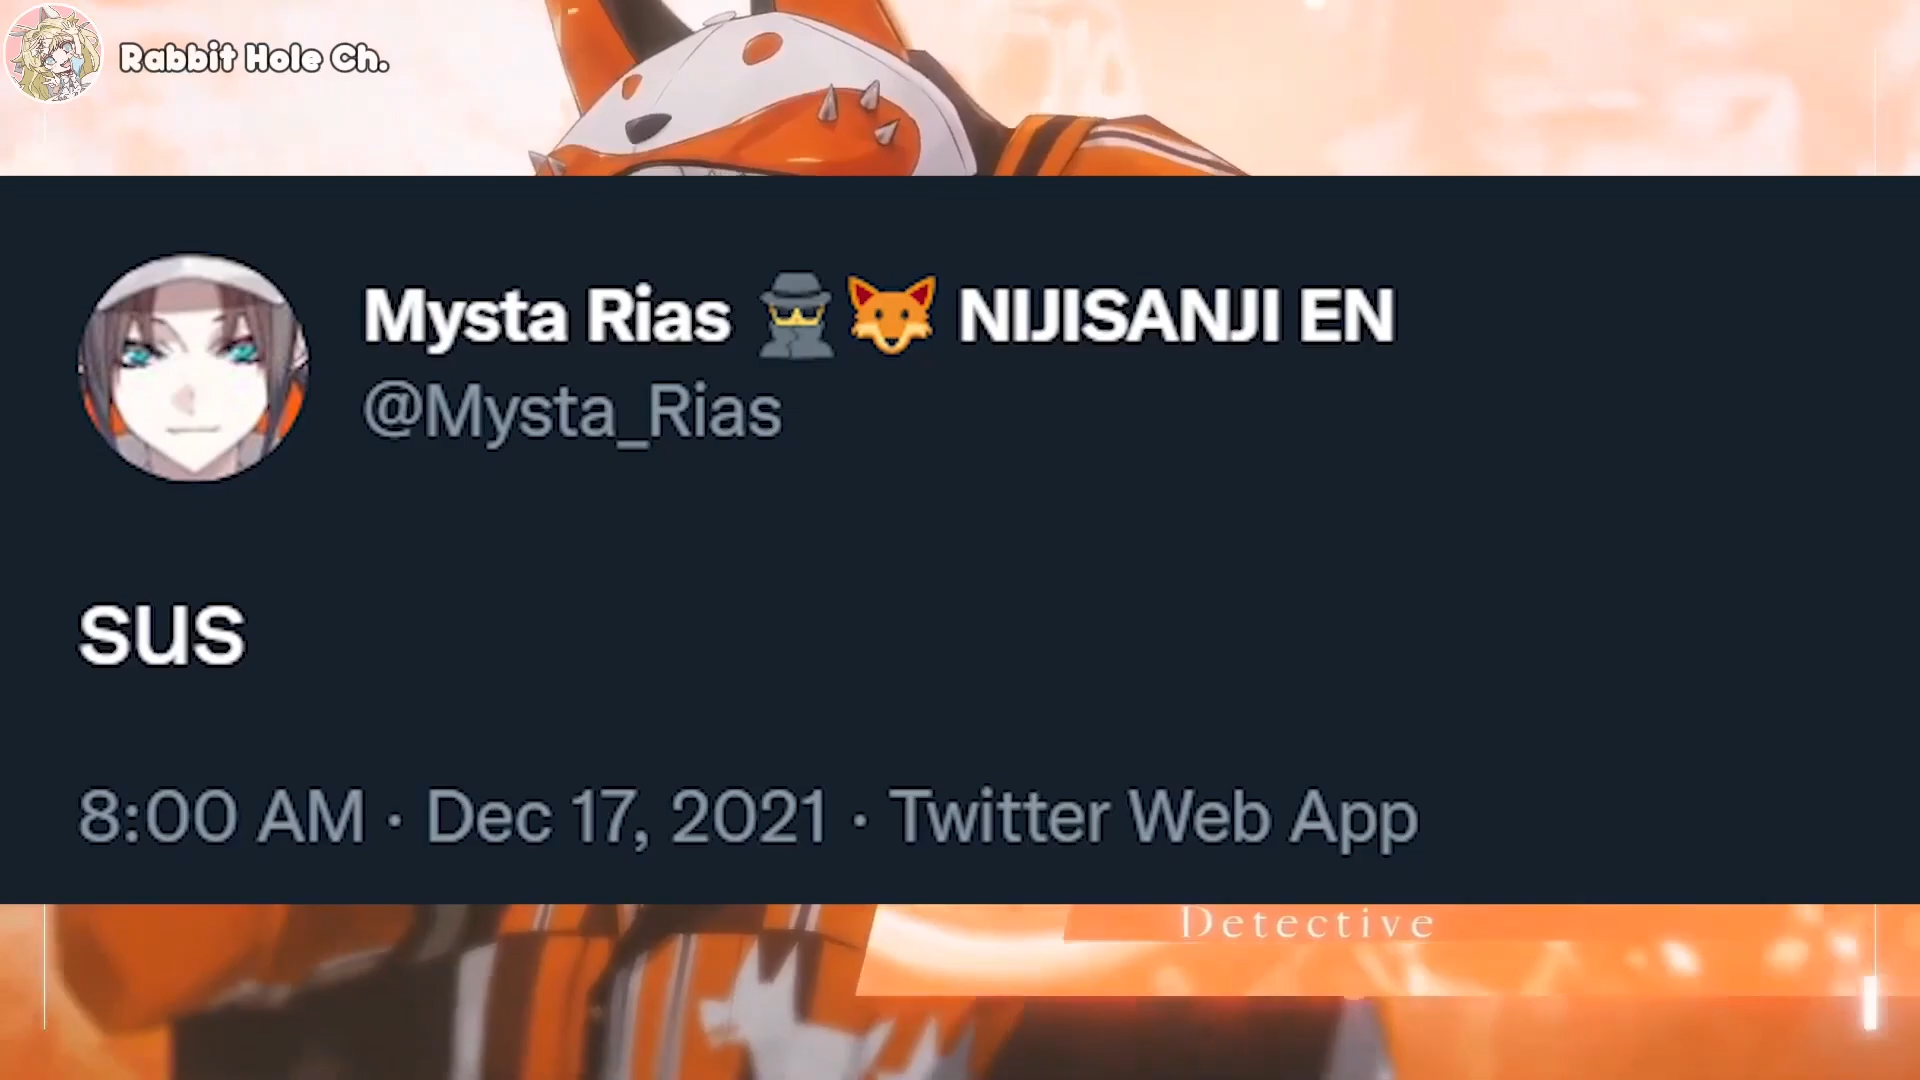 Rabbit Hole Ch.
Mysta Rias 🕵️🦊 NIJISANJI EN
@Mysta_Rias
sus
8:00 AM · Dec 17, 2021 · Twitter Web App
Detective